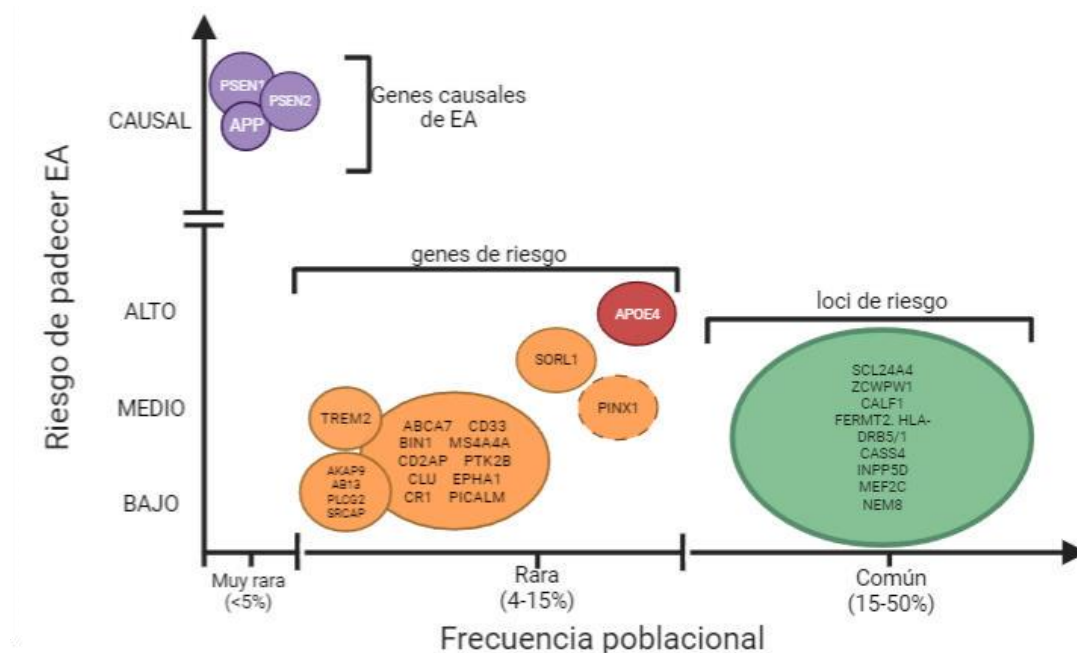 Riesgo de padecer EA
CAUSAL
PSEN1
PSEN2
APP
Genes causales
de EA
genes de riesgo
ALTO
APOE4
loci de riesgo
SORL1
MEDIO
TREM2
PINX1
ABCA7 CD33
BIN1 MS4A4A
CD2AP PTK2B
CLU EPHA1
CR1 PICALM
AKAP9
AB13
PLCG2
SRCAP
BAJO
SCL24A4
ZCWPW1
CALF1
FERMT2. HLA-
DRB5/1
CASS4
INPP5D
MEF2C
NEM8
Muy rara
(<5%)
Rara
(4-15%)
Común
(15-50%)
Frecuencia poblacional